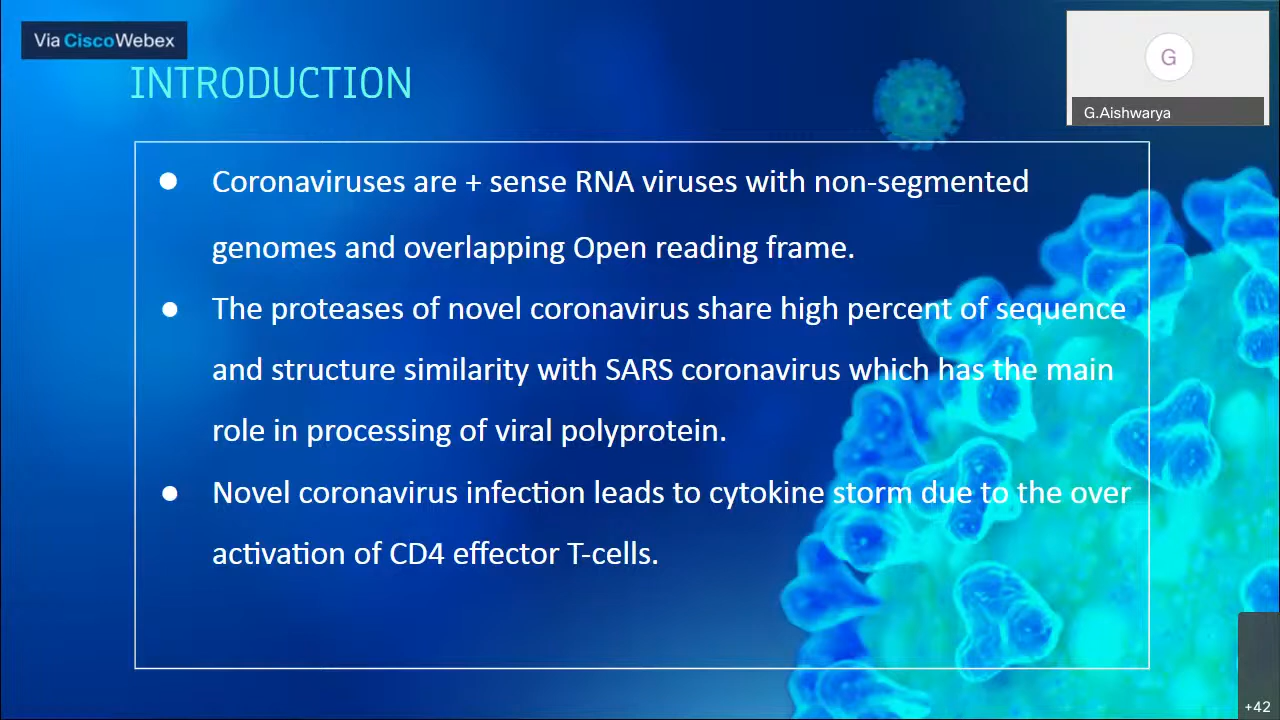 Via CiscoWebex
G
G.Aishwarya
INTRODUCTION
Coronaviruses are + sense RNA viruses with non-segmented
genomes and overlapping Open reading frame.
The proteases of novel coronavirus share high percent of sequence
and structure similarity with SARS coronavirus which has the main
role in processing of viral polyprotein.
Novel coronavirus infection leads to cytokine storm due to the over
activation of CD4 effector T-cells.
+42